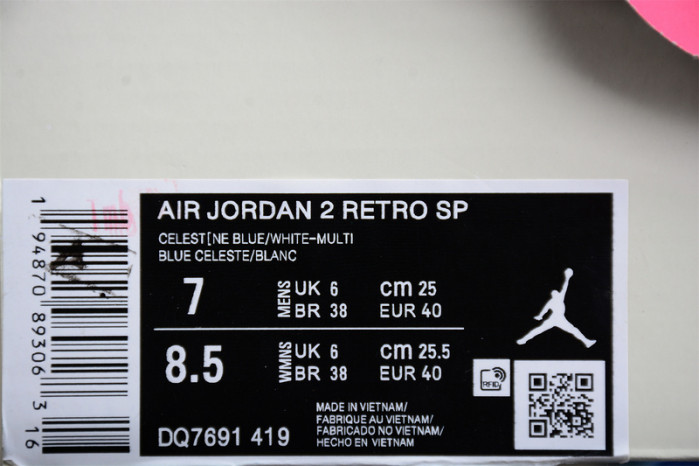 AIR JORDAN 2 RETRO SP
CELEST[NE BLUE/WHITE-MULTI
BLUE CELESTE/BLANC
7 MENS UK 6 cm 25
BR 38 EUR 40
8.5 WMNS UK 6 cm 25.5
BR 38 EUR 40
RFID
DQ7691 419
MADE IN VIETNAM/
FABRIQUE AU VIETNAM/
FABRICADO NO VIETNAM/
HECHO EN VIETNAM
1 94870 89306 3 16